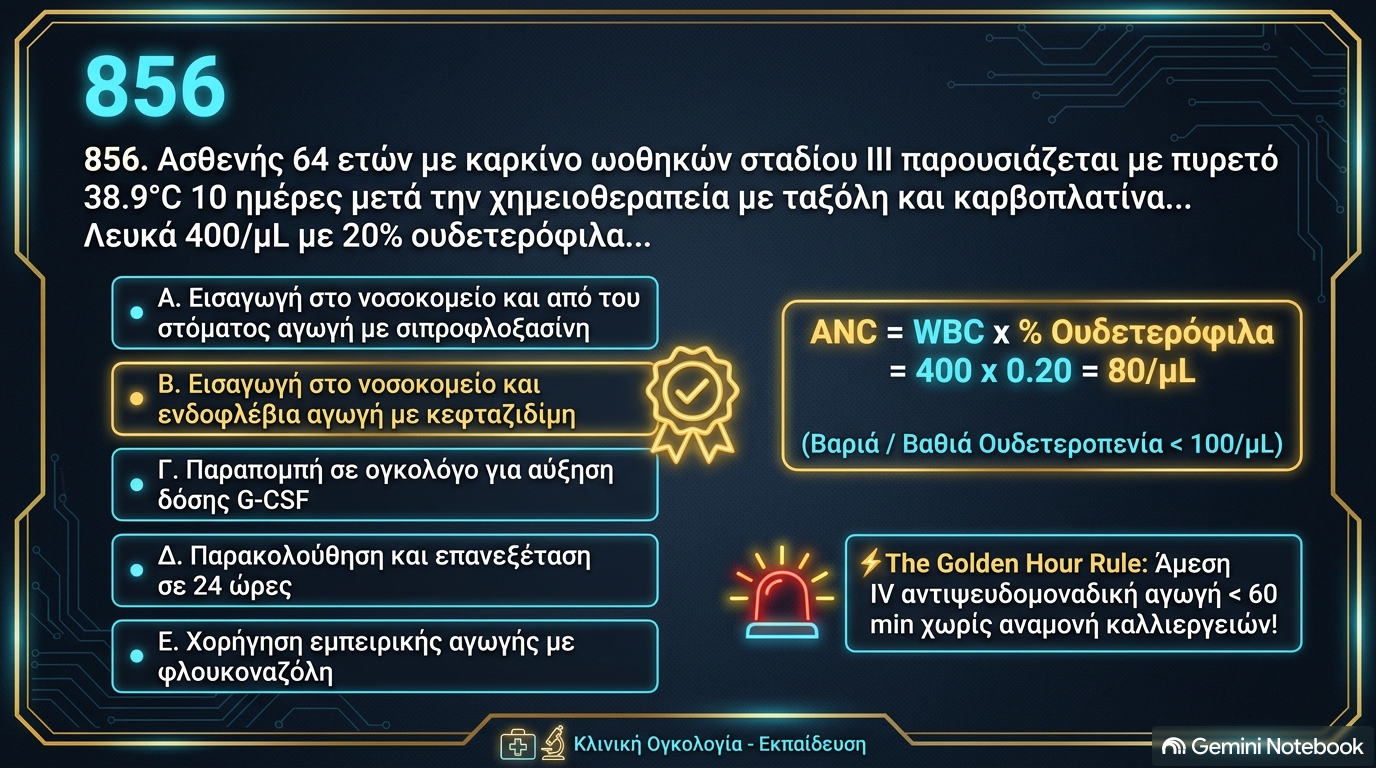 856
856. Ασθενής 64 ετών με καρκίνο ωοθηκών σταδίου III παρουσιάζεται με πυρετό
38.9°C 10 ημέρες μετά την χημειοθεραπεία με ταξόλη και καρβοπλατίνα...
Λευκά 400/μL με 20% ουδετερόφιλα...
Α. Εισαγωγή στο νοσοκομείο και από του
στόματος αγωγή με σιπροφλοξασίνη
Β. Εισαγωγή στο νοσοκομείο και
ενδοφλέβια αγωγή με κεφταζιδίμη
Γ. Παραπομπή σε ογκολόγο για αύξηση
δόσης G-CSF
Δ. Παρακολούθηση και επανεξέταση
σε 24 ώρες
Ε. Χορήγηση εμπειρικής αγωγής με
φλουκοναζόλη
ANC = WBC x % Ουδετερόφιλα
= 400 x 0.20 = 80/μL
(Βαριά / Βαθιά Ουδετεροπενία < 100/μL)
⚡The Golden Hour Rule: Άμεση
IV αντιψευδομοναδική αγωγή < 60
min χωρίς αναμονή καλλιεργειών!
Κλινική Ογκολογία - Εκπαίδευση
Gemini Notebook